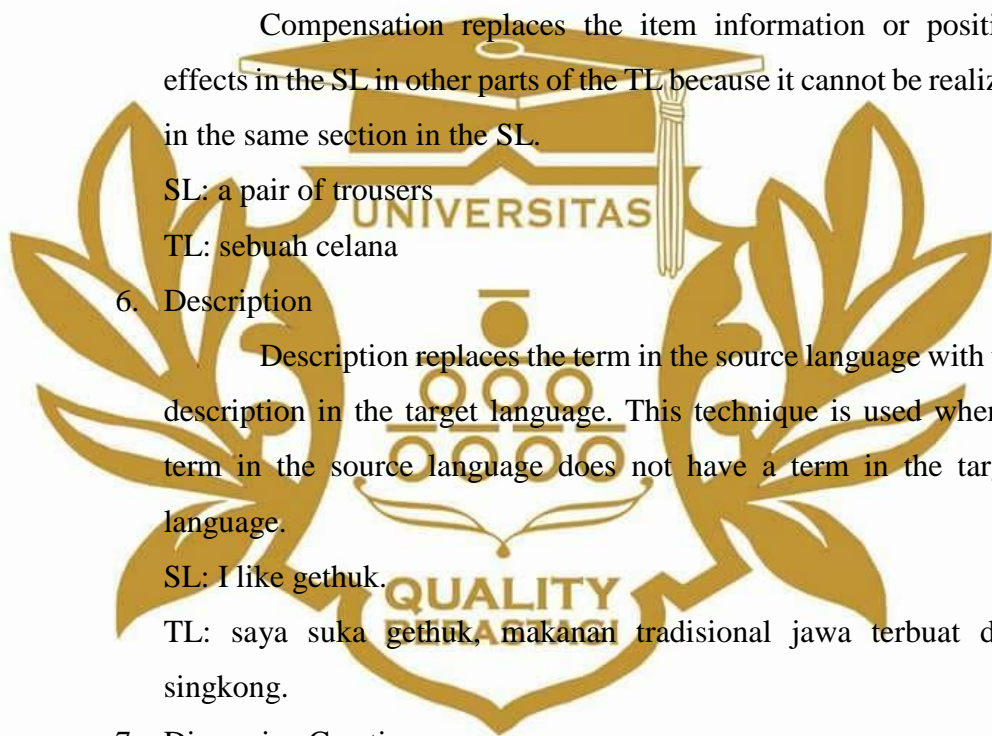 Compensation replaces the item information or positi
effects in the SL in other parts of the TL because it cannot be realiz
in the same section in the SL.
SL: a pair of trousers
UNIVERSITAS
TL: sebuah celana
6. Description
Description replaces the term in the source language with
description in the target language. This technique is used when
term in the source language does not have a term in the tar
language.
SL: I like gethuk.
QUALITY
TL: saya suka gethuk, makanan tradisional jawa terbuat d
BERASTAGI
singkong.
7.